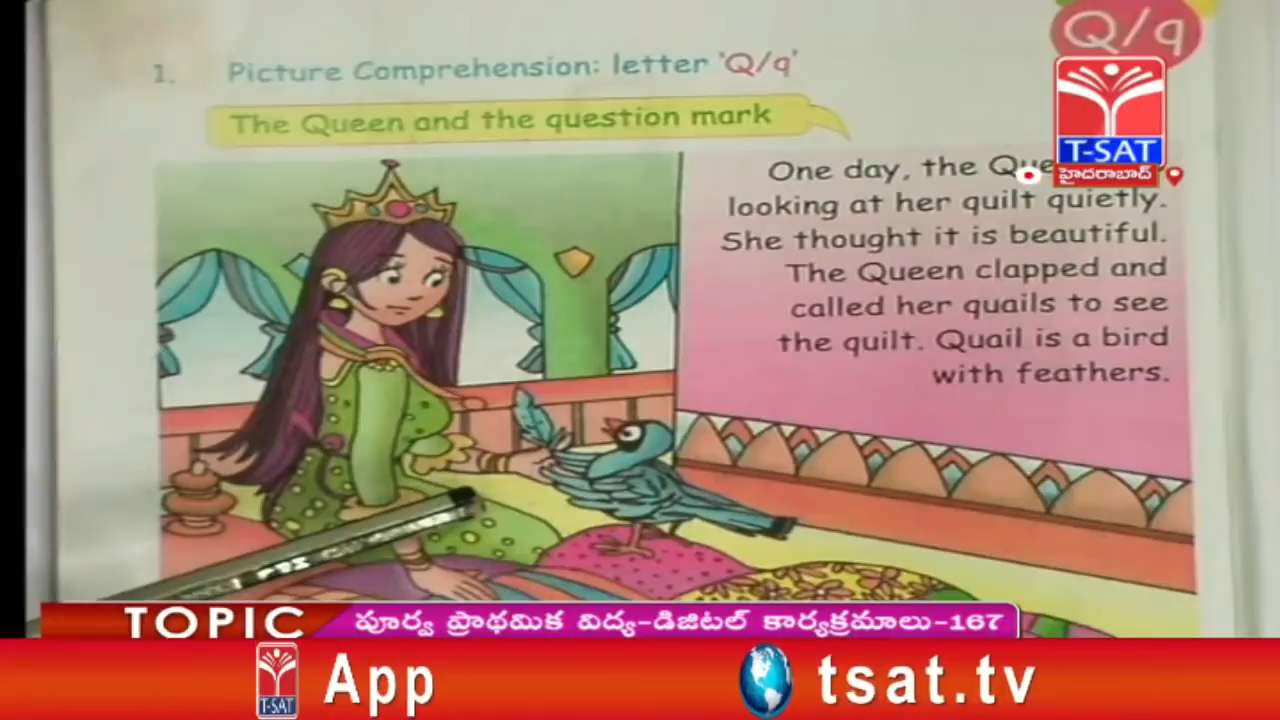 Q/q
1. Picture Comprehension: letter 'Q/q'
The Queen and the question mark
T-SAT
హైదరాబాద్
One day, the
looking at her quilt quietly.
She thought it is beautiful.
The Queen clapped and
called her quails to see
the quilt. Quail is a bird
with feathers.
TOPIC పూర్వ ప్రాథమిక విద్య-డిజిటల్ కార్యక్రమాలు-167
T-SAT App tsat.tv